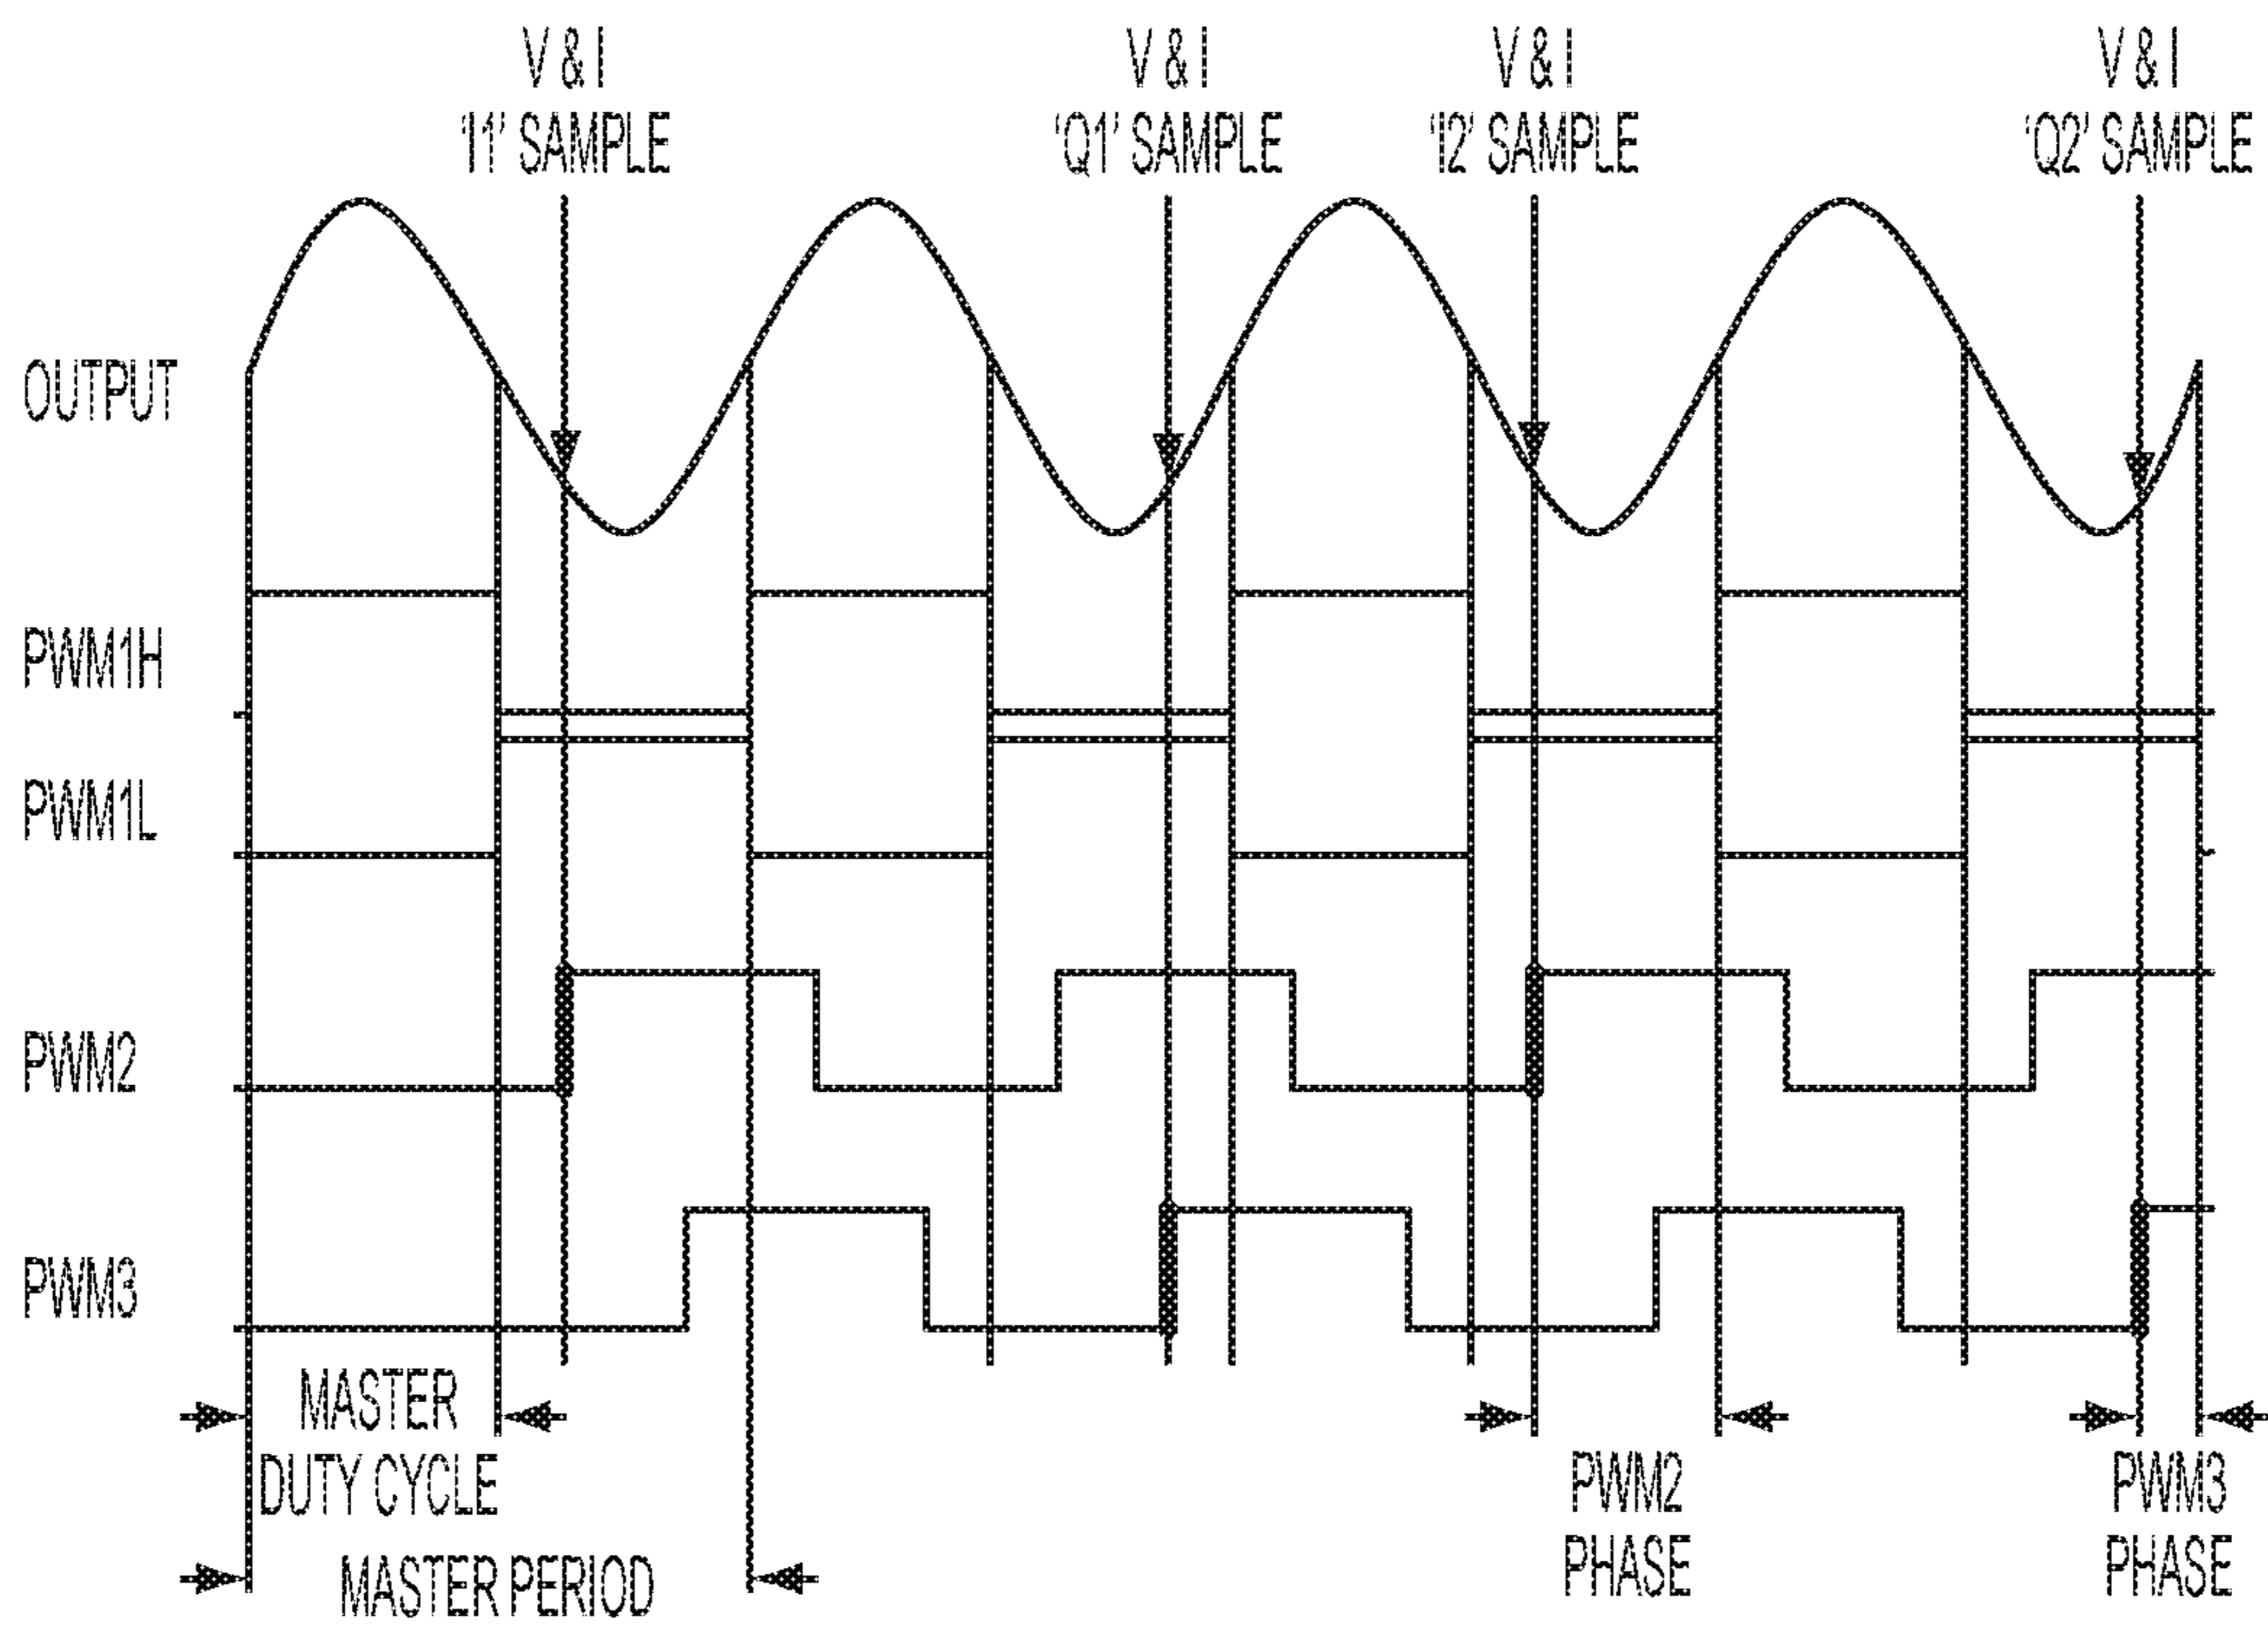 V & I
'I1' SAMPLE
V & I
'Q1' SAMPLE
V & I
'I2' SAMPLE
V & I
'Q2' SAMPLE
OUTPUT
PWM1H
PWM1L
PWM2
PWM3
MASTER
DUTY CYCLE
MASTER PERIOD
PWM2
PHASE
PWM3
PHASE